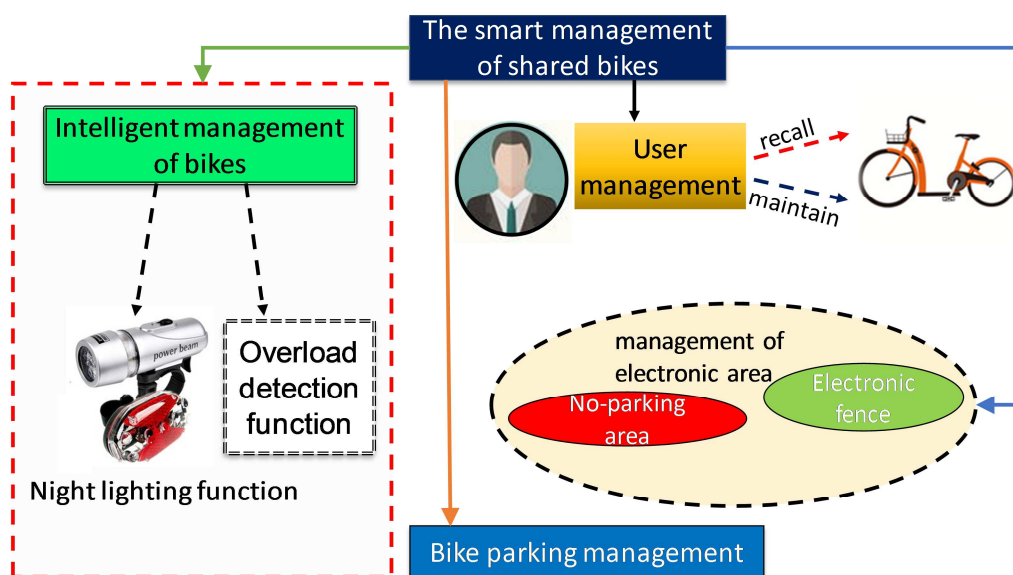 The smart management
of shared bikes
Intelligent management
of bikes
User
management
recall
maintain
power beam
Overload
detection
function
Night lighting function
management of
electronic area
Electronic
fence
No-parking
area
Bike parking management